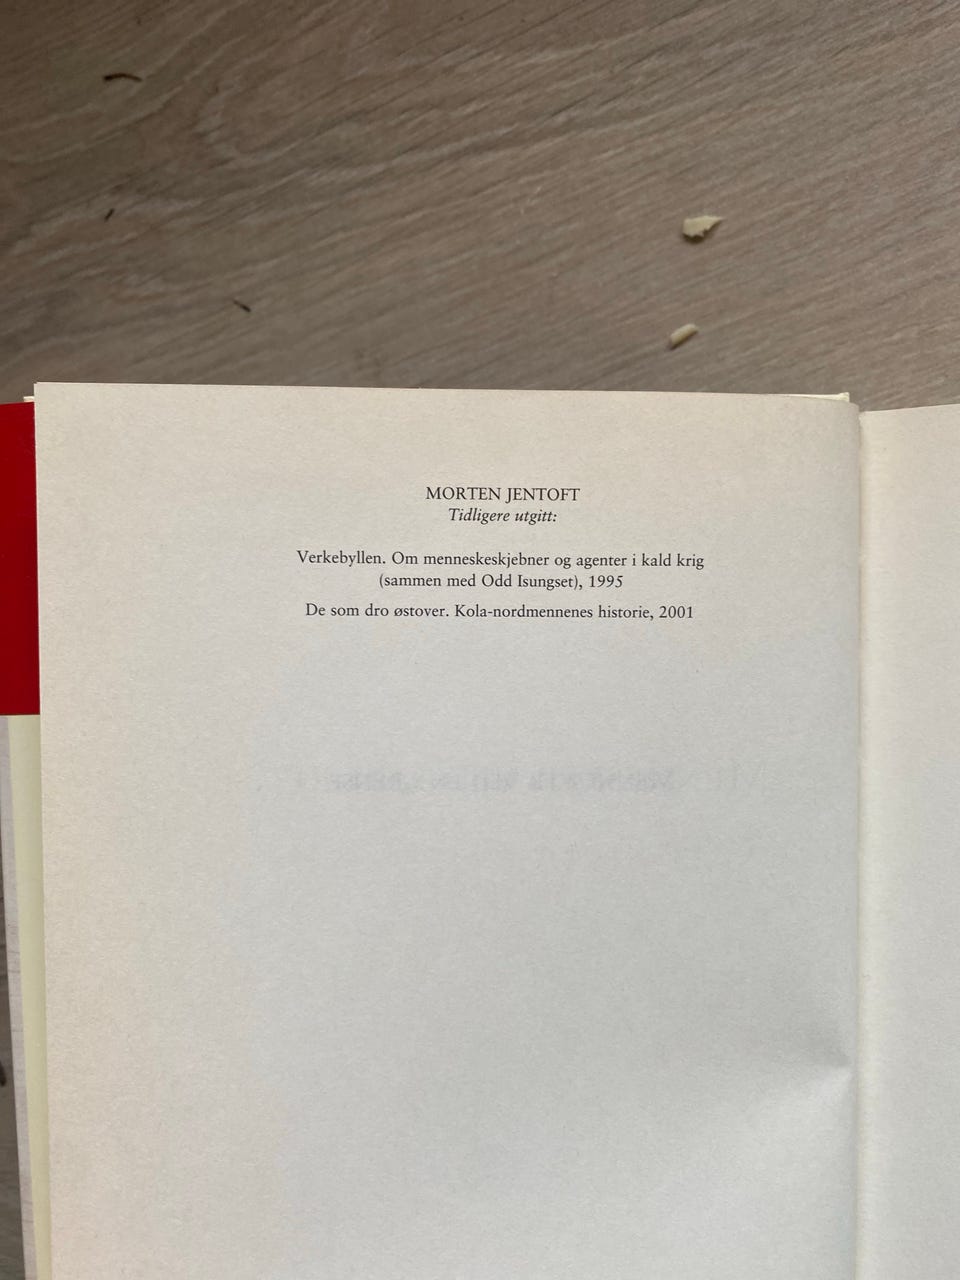 MORTEN JENTOFT
Tidligere utgitt:
Verkebyllen. Om menneskeskjebner og agenter i kald krig
(sammen med Odd Isungset), 1995
De som dro østover. Kola-nordmennenes historie, 2001